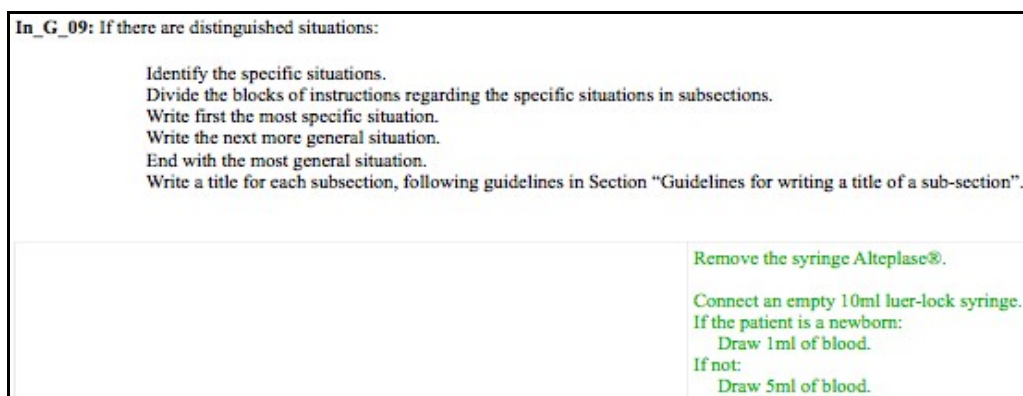 In_G_09: If there are distinguished situations:
Identify the specific situations.
Divide the blocks of instructions regarding the specific situations in subsections.
Write first the most specific situation.
Write the next more general situation.
End with the most general situation.
Write a title for each subsection, following guidelines in Section “Guidelines for writing a title of a sub-section”.
Remove the syringe Alteplase®.
Connect an empty 10ml luer-lock syringe.
If the patient is a newborn:
Draw 1ml of blood.
If not:
Draw 5ml of blood.